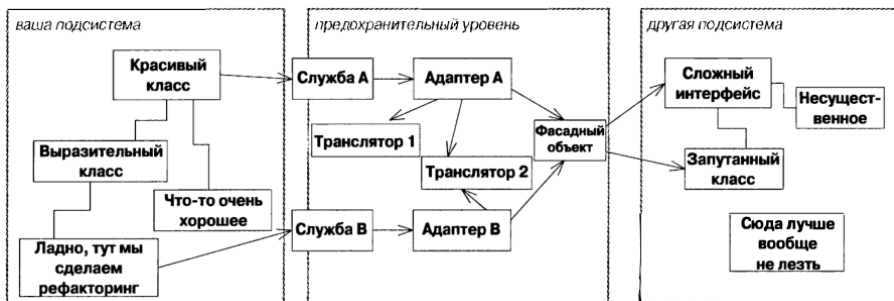 ваша подсистема
предохранительный уровень
другая подсистема
Красивый
класс
Служба A
Адаптер A
Сложный
интерфейс
Несущест-
венное
Транслятор 1
Фасадный
объект
Выразительный
класс
Транслятор 2
Запутанный
класс
Что-то очень
хорошее
Служба B
Адаптер B
Ладно, тут мы
сделаем
рефакторинг
Сюда лучше
вообще
не лезть